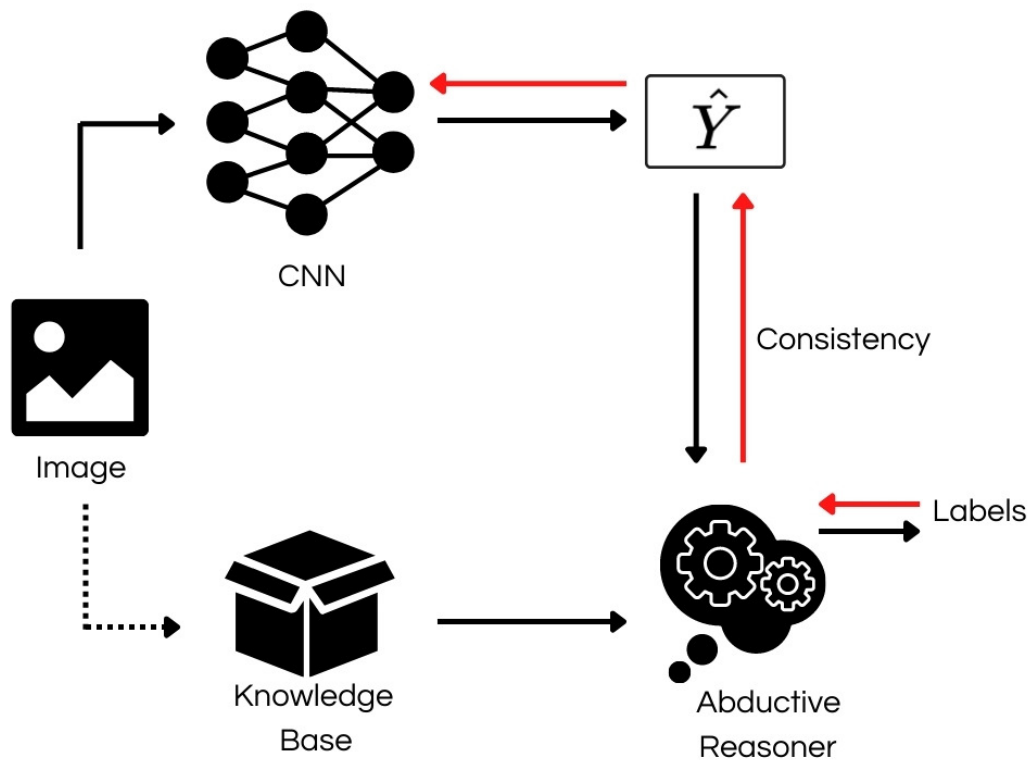 Ŷ
CNN
Consistency
Image
Labels
Knowledge
Base
Abductive
Reasoner